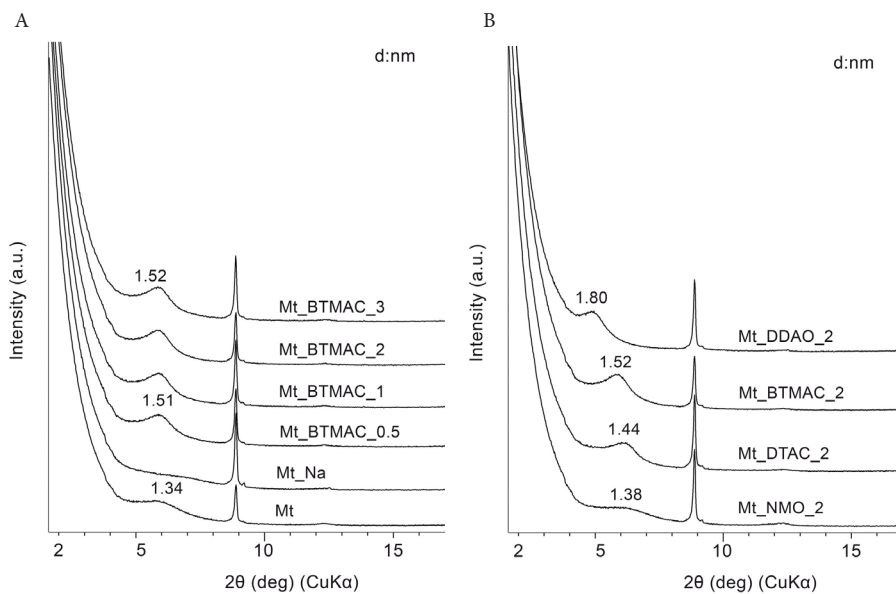 A
d:nm
Intensity (a.u.)
1.52
Mt_BTMAC_3
Mt_BTMAC_2
Mt_BTMAC_1
1.51
Mt_BTMAC_0.5
Mt_Na
1.34
Mt
2 5 10 15
2θ (deg) (CuKα)
B
d:nm
Intensity (a.u.)
1.80
Mt_DDAO_2
1.52
Mt_BTMAC_2
1.44
Mt_DTAC_2
1.38
Mt_NMO_2
2 5 10 15
2θ (deg) (CuKα)